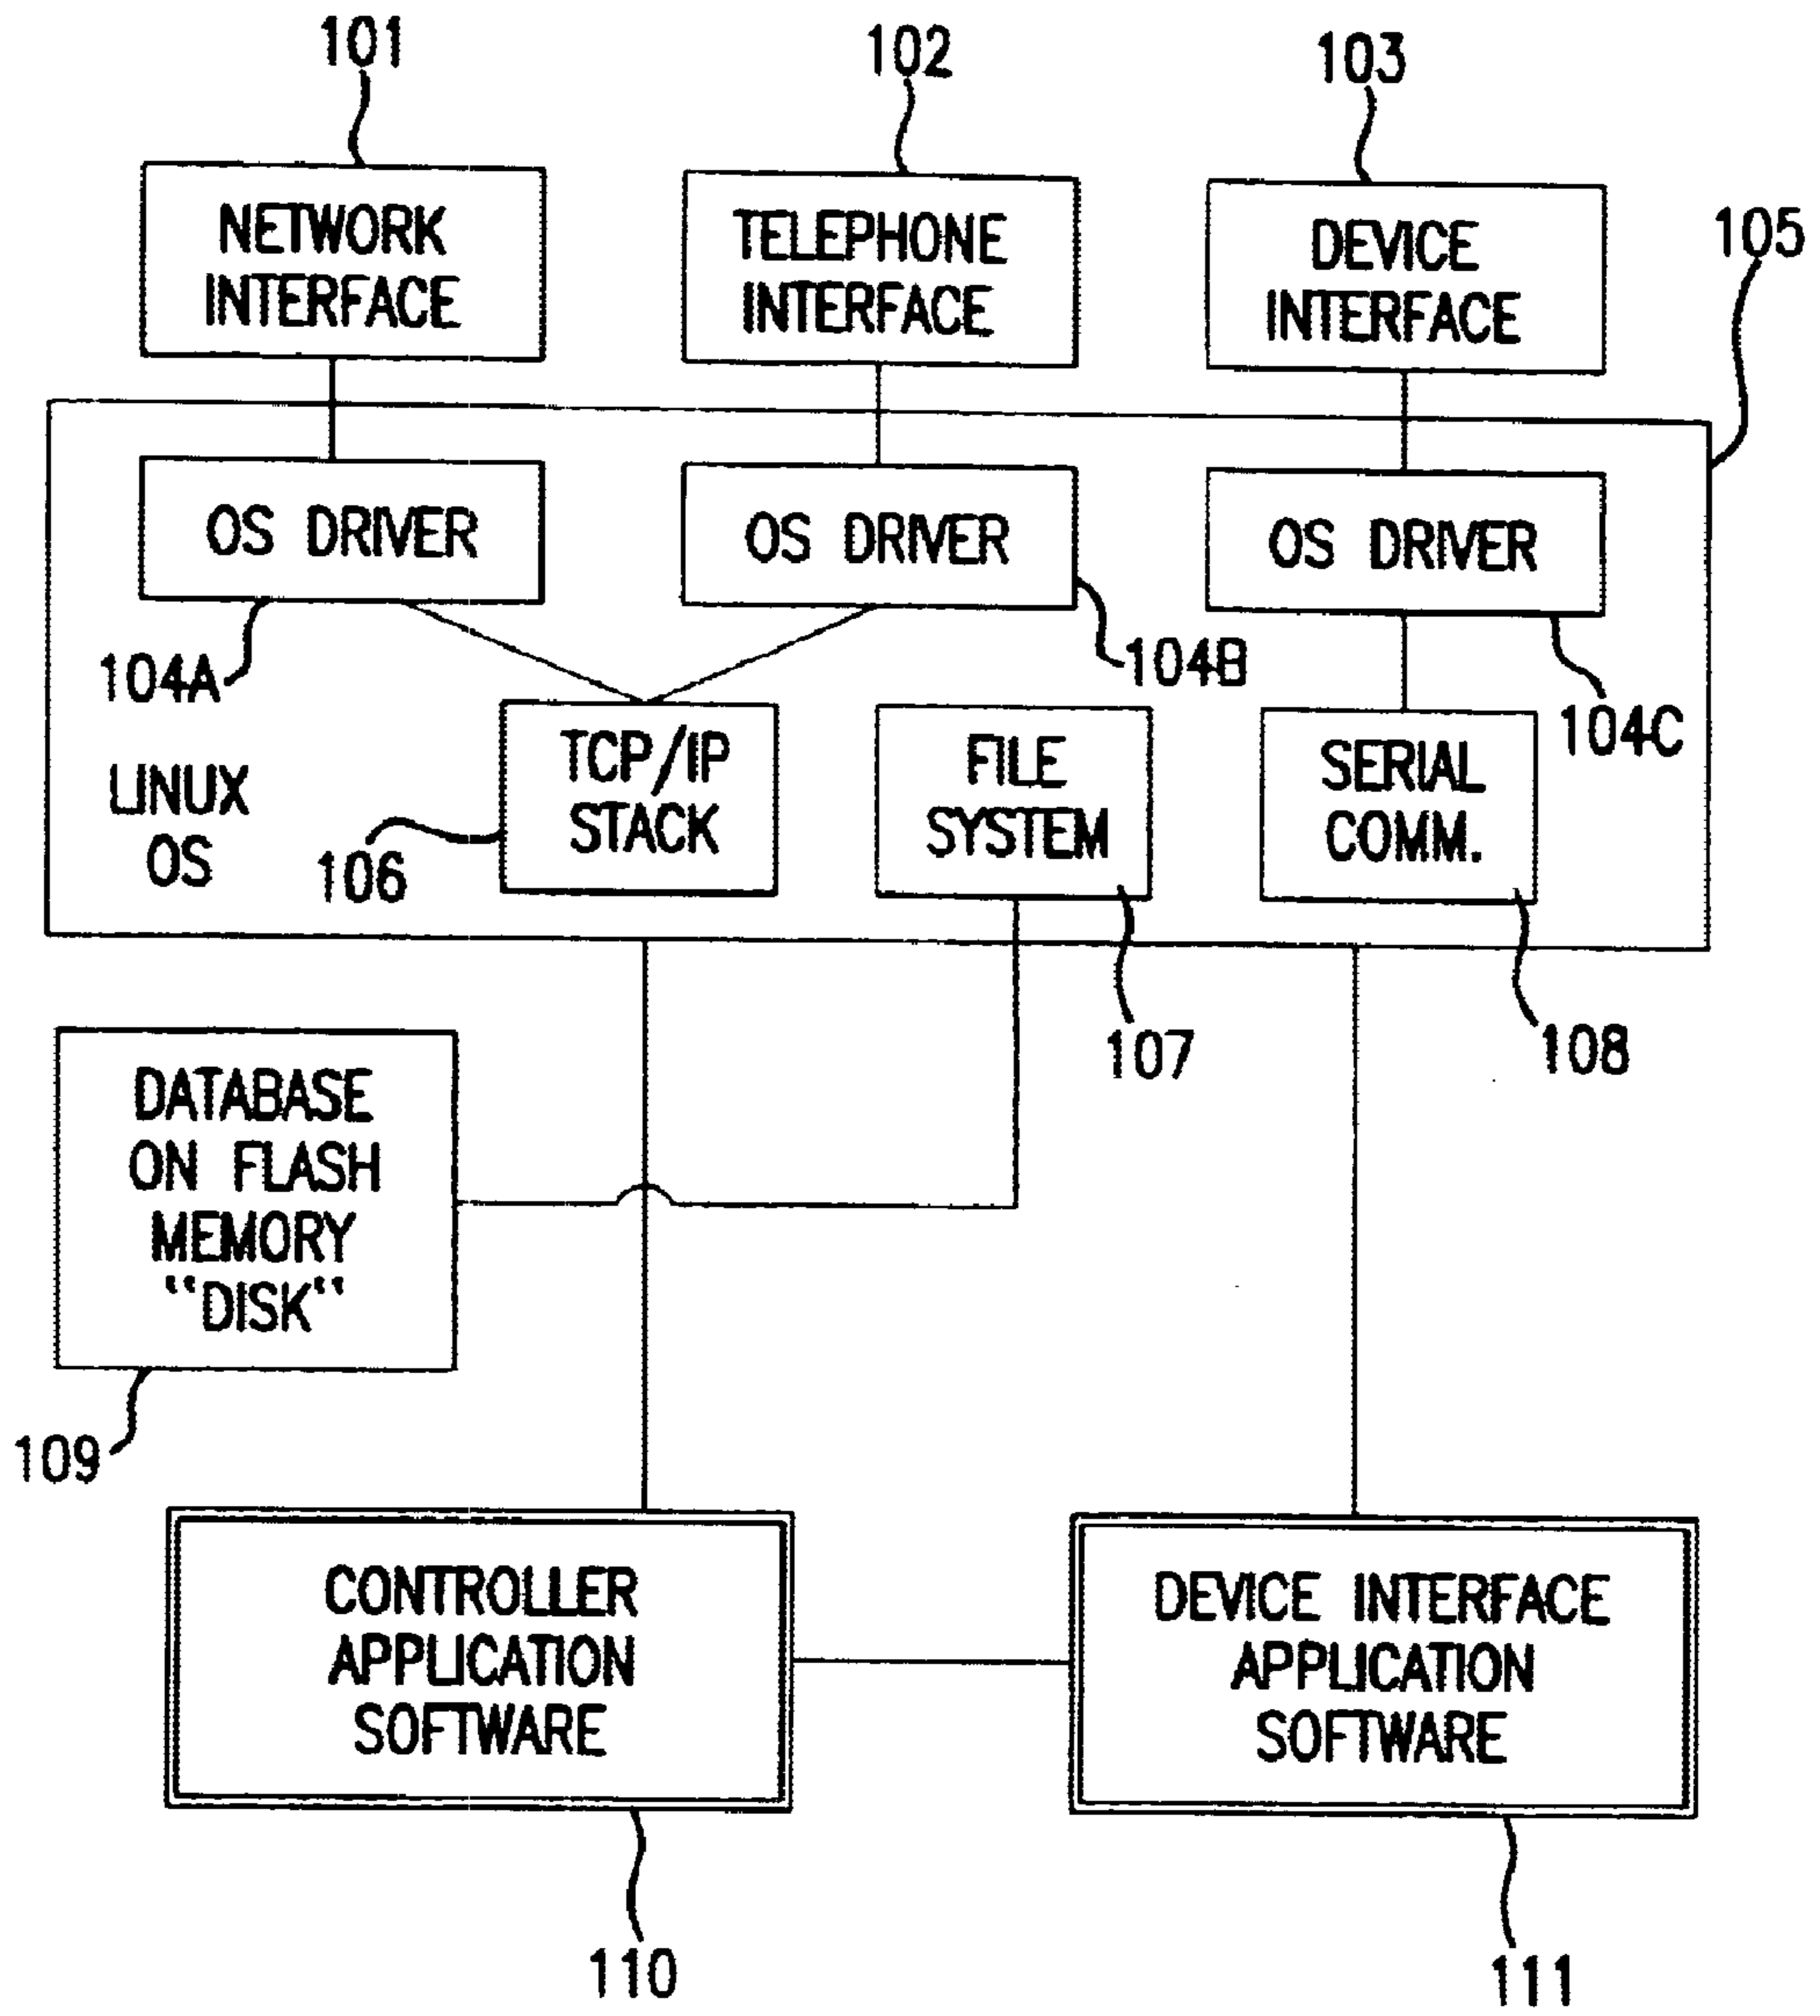 101
102
103
NETWORK
INTERFACE
TELEPHONE
INTERFACE
DEVICE
INTERFACE
105
OS DRIVER
OS DRIVER
OS DRIVER
104A
104B
104C
LINUX
OS
106
TCP/IP
STACK
FILE
SYSTEM
SERIAL
COMM.
107
108
DATABASE
ON FLASH
MEMORY
"DISK"
109
CONTROLLER
APPLICATION
SOFTWARE
DEVICE INTERFACE
APPLICATION
SOFTWARE
110
111